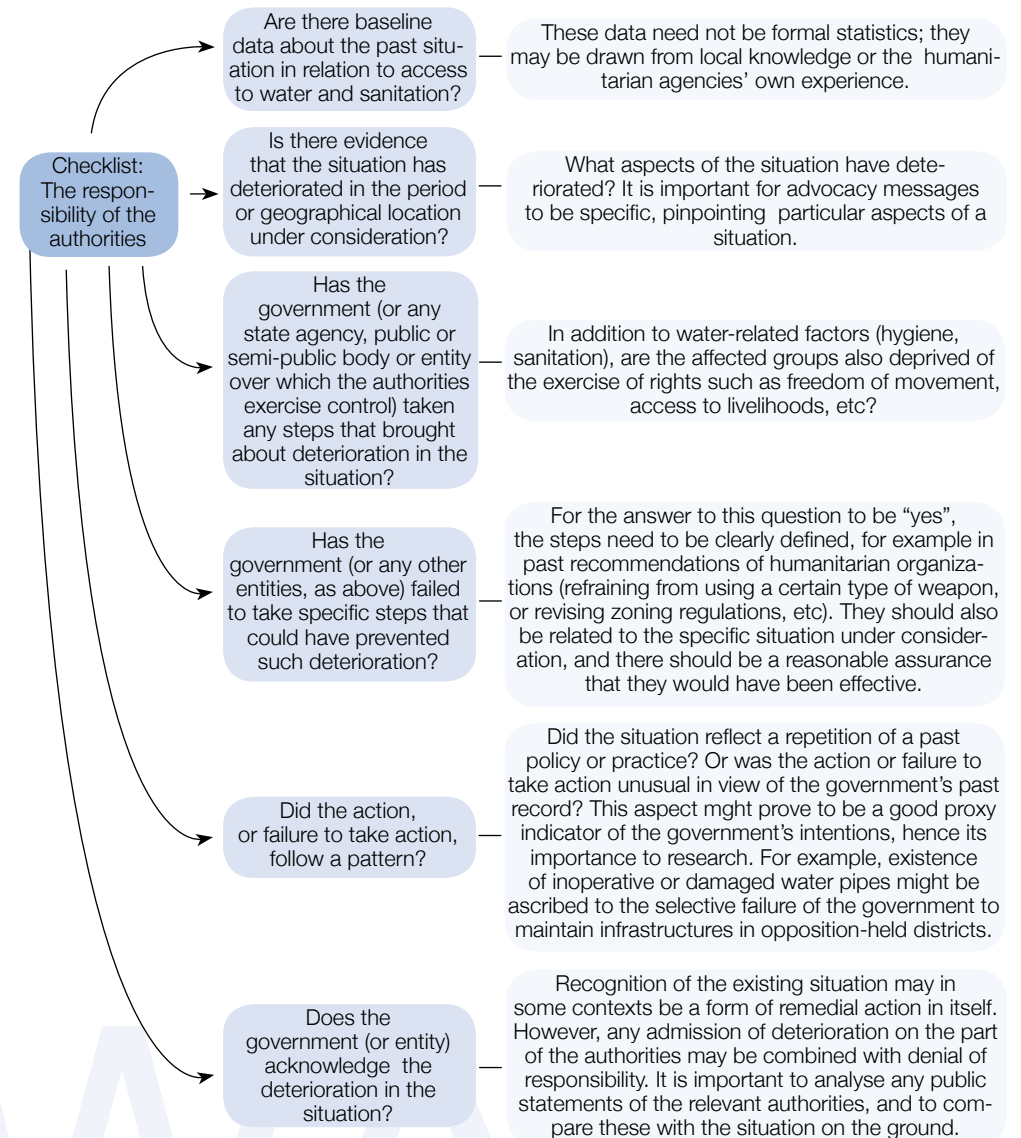 Checklist:
The respon-
sibility of the
authorities
Are there baseline
data about the past situ-
ation in relation to access
to water and sanitation?
These data need not be formal statistics; they
may be drawn from local knowledge or the humani-
tarian agencies’ own experience.
Is there evidence
that the situation has
deteriorated in the period
or geographical location
under consideration?
What aspects of the situation have dete-
riorated? It is important for advocacy messages
to be specific, pinpointing particular aspects of a
situation.
Has the
government (or any
state agency, public or
semi-public body or entity
over which the authorities
exercise control) taken
any steps that brought
about deterioration in the
situation?
In addition to water-related factors (hygiene,
sanitation), are the affected groups also deprived of
the exercise of rights such as freedom of movement,
access to livelihoods, etc?
Has the
government (or any other
entities, as above) failed
to take specific steps that
could have prevented
such deterioration?
For the answer to this question to be “yes”,
the steps need to be clearly defined, for example in
past recommendations of humanitarian organiza-
tions (refraining from using a certain type of weapon,
or revising zoning regulations, etc). They should also
be related to the specific situation under consider-
ation, and there should be a reasonable assurance
that they would have been effective.
Did the action,
or failure to take action,
follow a pattern?
Did the situation reflect a repetition of a past
policy or practice? Or was the action or failure to
take action unusual in view of the government’s past
record? This aspect mght prove to be a good proxy
indicator of the government’s intentions, hence its
importance to research. For example, existence
of inoperative or damaged water pipes might be
ascribed to the selective failure of the government to
maintain infrastructures in opposition-held districts.
Does the
government (or entity)
acknowledge the
deterioration in the
situation?
Recognition of the existing situation may in
some contexts be a form of remedial action in itself.
However, any admission of deterioration on the part
of the authorities may be combined with denial of
responsibility. It is important to analyse any public
statements of the relevant authorities, and to com-
pare these with the situation on the ground.